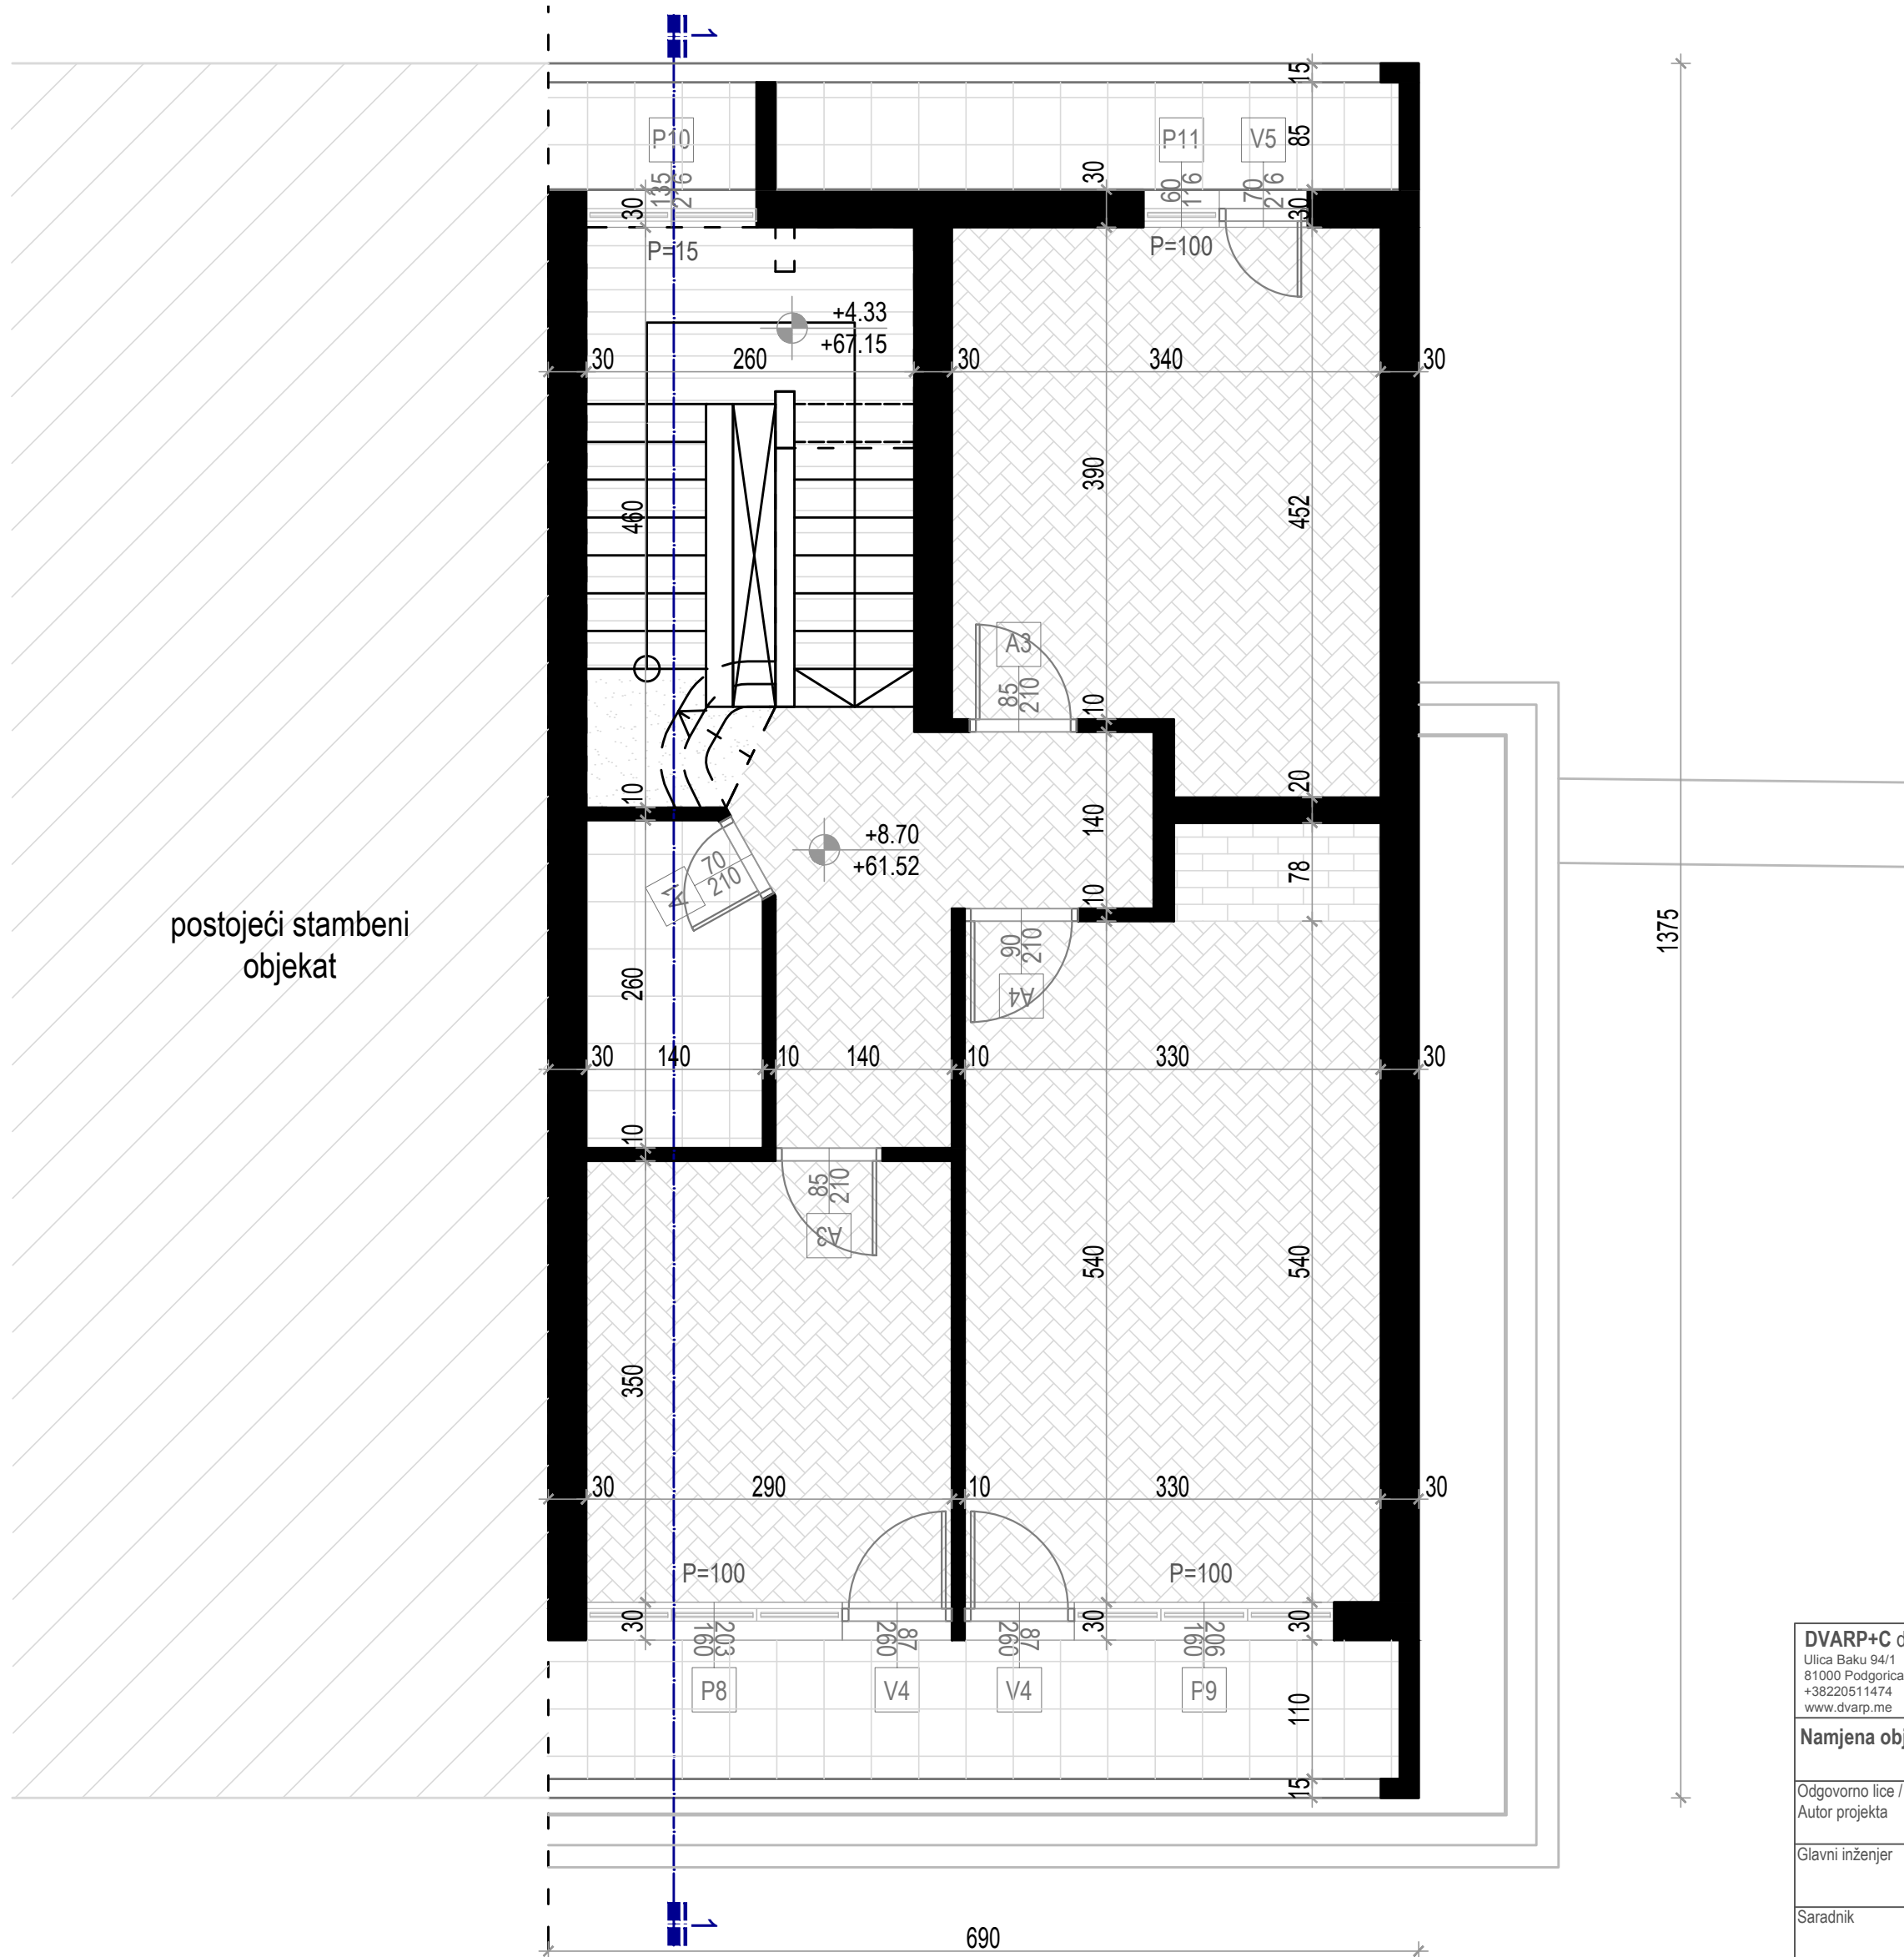 1
15
P10
P11
V5
85
135
216
60
116
70
216
30
30
30
P=15
P=100
+4.33
+67.15
30
260
30
340
30
460
390
452
A3
85
210
10
20
10
140
78
+8.70
+61.52
70
210
A1
10
90
210
A4
postojeći stambeni
objekat
260
1375
30
140
10
140
10
330
30
10
85
210
A3
350
540
540
30
290
10
330
30
P=100
P=100
30
203
160
87
260
87
260
30
206
160
30
P8
V4
V4
P9
110
15
1
690
DVARP+C d
Ulica Baku 94/1
81000 Podgorica
+38220511474
www.dvarp.me
Namjena obj
Odgovorno lice /
Autor projekta
Glavni inženjer
Saradnik